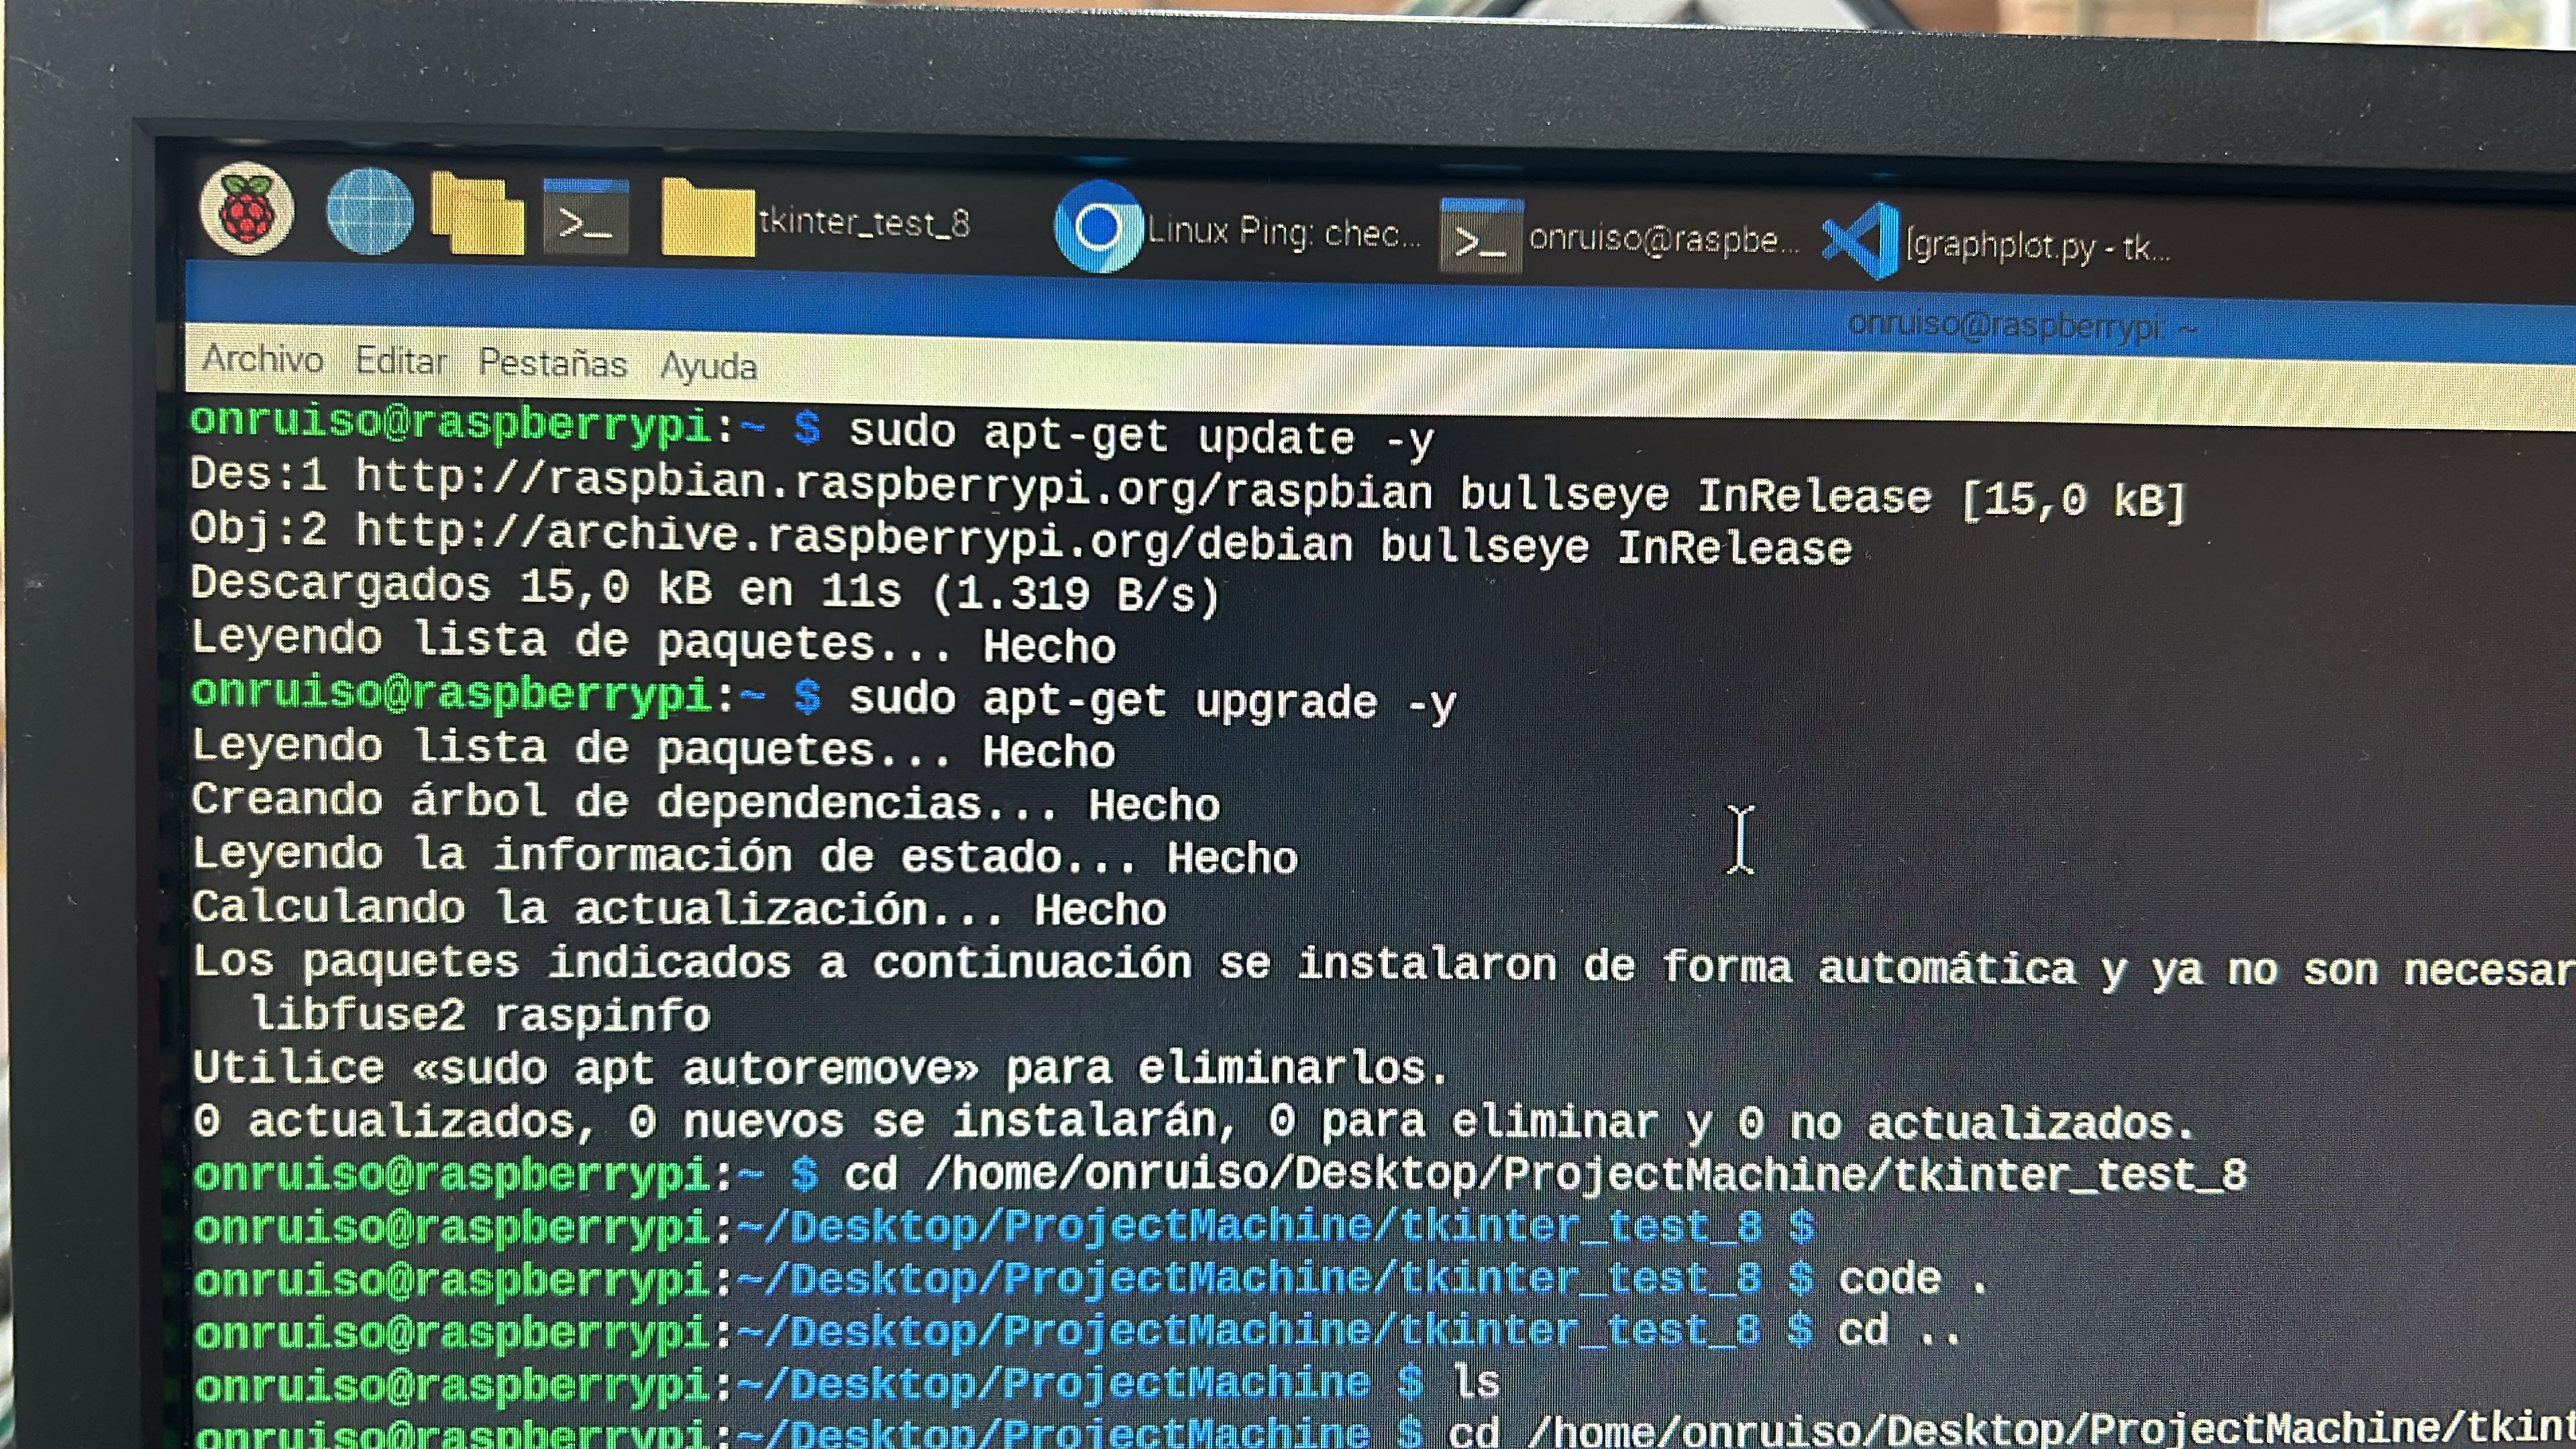 tkinter_test_8
Linux Ping: chec...
onruiso@raspbe...
[graphplot.py - tk...
onruiso@raspberrypi: ~
Archivo Editar Pestañas Ayuda
onruiso@raspberrypi:~ $ sudo apt-get update -y
Des:1 http://raspbian.raspberrypi.org/raspbian bullseye InRelease [15,0 kB]
Obj:2 http://archive.raspberrypi.org/debian bullseye InRelease
Descargados 15,0 kB en 11s (1.319 B/s)
Leyendo lista de paquetes... Hecho
onruiso@raspberrypi:~ $ sudo apt-get upgrade -y
Leyendo lista de paquetes... Hecho
Creando árbol de dependencias... Hecho
Leyendo la información de estado... Hecho
Calculando la actualización... Hecho
Los paquetes indicados a continuación se instalaron de forma automática y ya no son necesar
libfuse2 raspinfo
Utilice «sudo apt autoremove» para eliminarlos.
0 actualizados, 0 nuevos se instalarán, 0 para eliminar y 0 no actualizados.
onruiso@raspberrypi:~ $ cd /home/onruiso/Desktop/ProjectMachine/tkinter_test_8
onruiso@raspberrypi:~/Desktop/ProjectMachine/tkinter_test_8 $
onruiso@raspberrypi:~/Desktop/ProjectMachine/tkinter_test_8 $ code .
onruiso@raspberrypi:~/Desktop/ProjectMachine/tkinter_test_8 $ cd ..
onruiso@raspberrypi:~/Desktop/ProjectMachine $ ls
onruiso@raspberrypi:~/Desktop/ProjectMachine $ cd /home/onruiso/Desktop/ProjectMachine/tkint